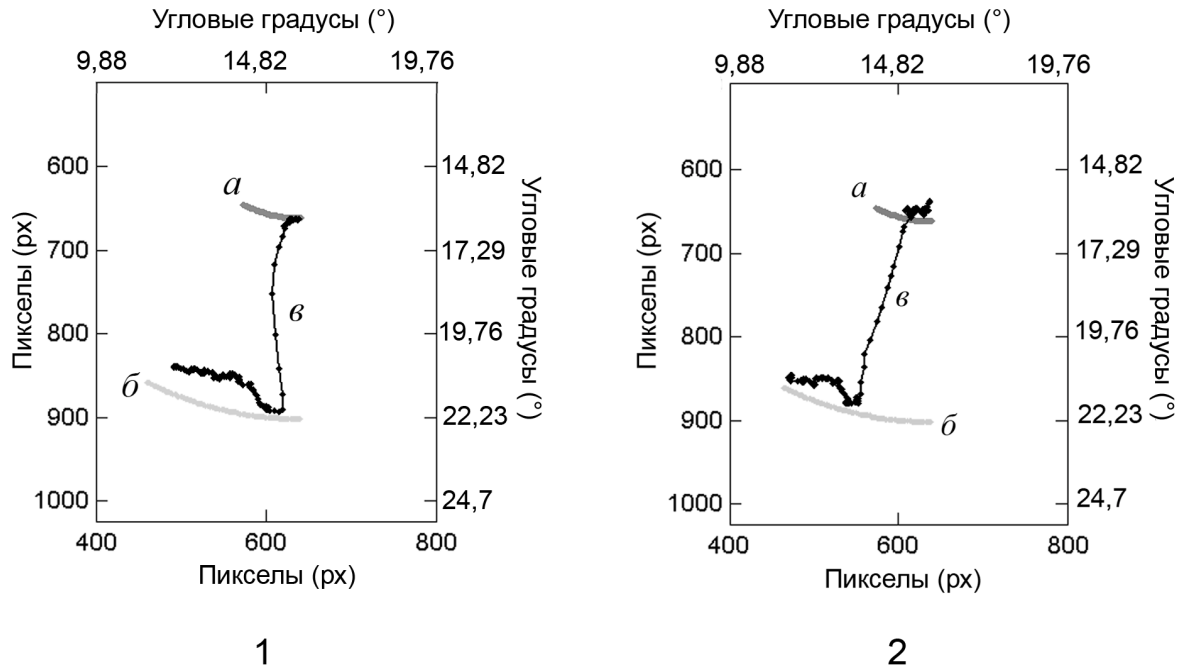 Угловые градусы (°)
9,88 14,82 19,76
600
700
800
900
1000
Пикселы (px)
14,82
17,29
19,76
22,23
24,7
Угловые градусы (°)
а
б
в
400 600 800
Пикселы (px)
1
Угловые градусы (°)
9,88 14,82 19,76
600
700
800
900
1000
Пикселы (px)
14,82
17,29
19,76
22,23
24,7
Угловые градусы (°)
а
в
б
400 600 800
Пикселы (px)
2